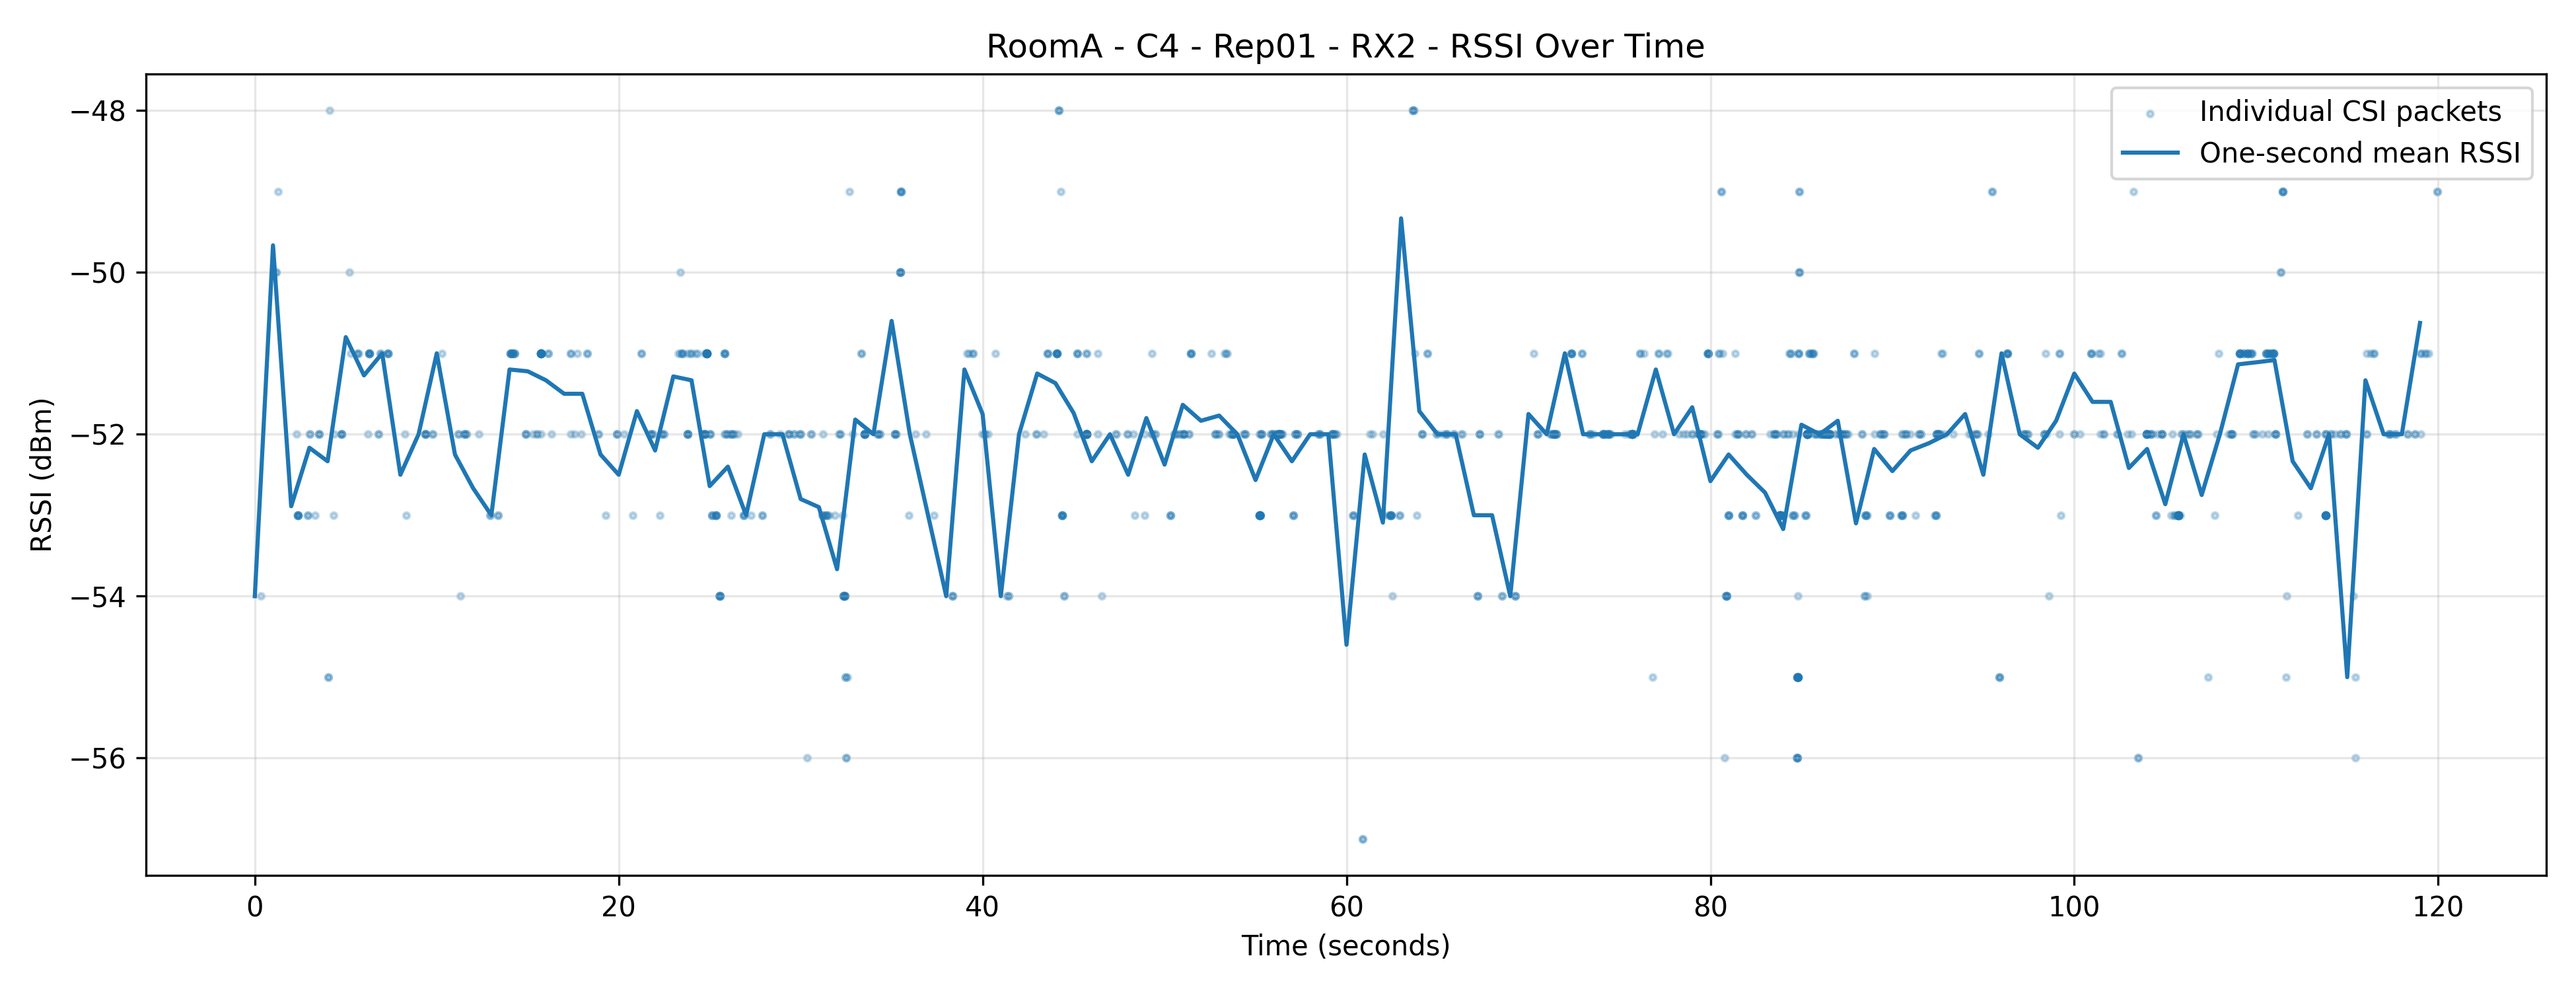 RoomA - C4 - Rep01 - RX2 - RSSI Over Time
Individual CSI packets
One-second mean RSSI
RSSI (dBm)
−48
−50
−52
−54
−56
0 20 40 60 80 100 120
Time (seconds)